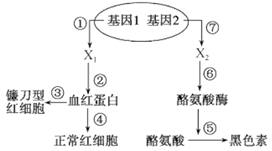 ① 基因1 基因2 ⑦
X₁ X₂
② ⑥
镰刀型红细胞 ③ 血红蛋白 酪氨酸酶
④ ⑤
正常红细胞 酪氨酸 黑色素